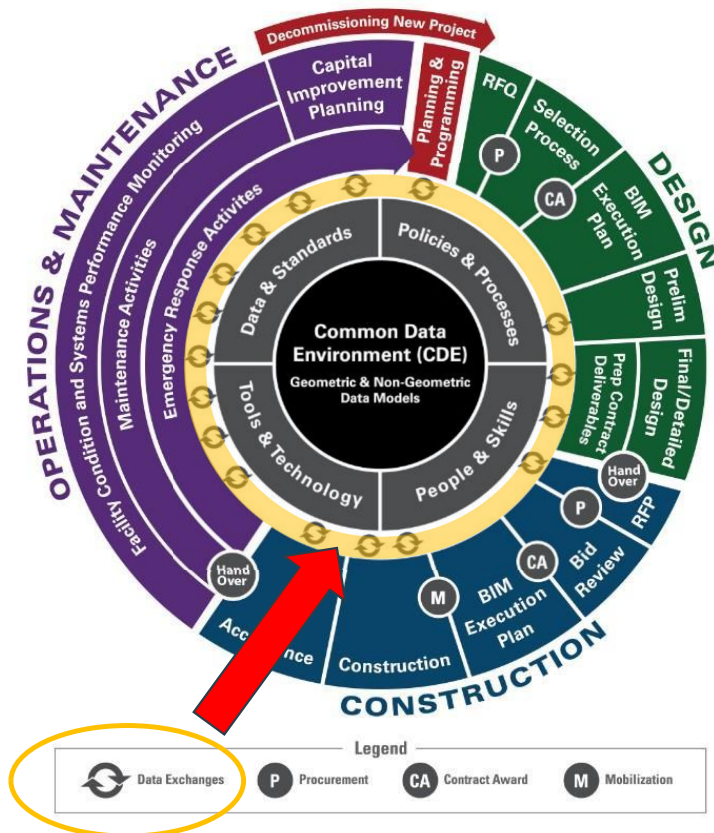 Decommissioning New Project
OPERATIONS & MAINTENANCE
Facility Condition and Systems Performance Monitoring
Maintenance Activities
Emergency Response Activites
Capital
Improvement
Planning
Planning &
Programming
DESIGN
RFQ
P
Selection
Process
CA
BIM
Execution
Plan
Prelim
Design
Final/Detailed
Design
Prep Contract
Deliverables
Hand
Over
CONSTRUCTION
RFP
P
Bid
Review
CA
BIM
Execution
Plan
M
Construction
Hand
Over
Data & Standards
Policies & Processes
Tools & Technology
People & Skills
Common Data
Environment (CDE)
Geometric & Non-Geometric
Data Models
Legend
Data Exchanges
P Procurement
CA Contract Award
M Mobilization